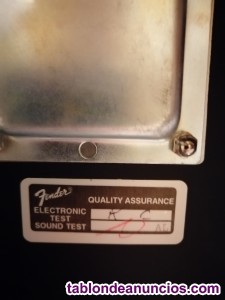 Fender
QUALITY ASSURANCE
ELECTRONIC
TEST
SOUND TEST
tablondeanuncios.com